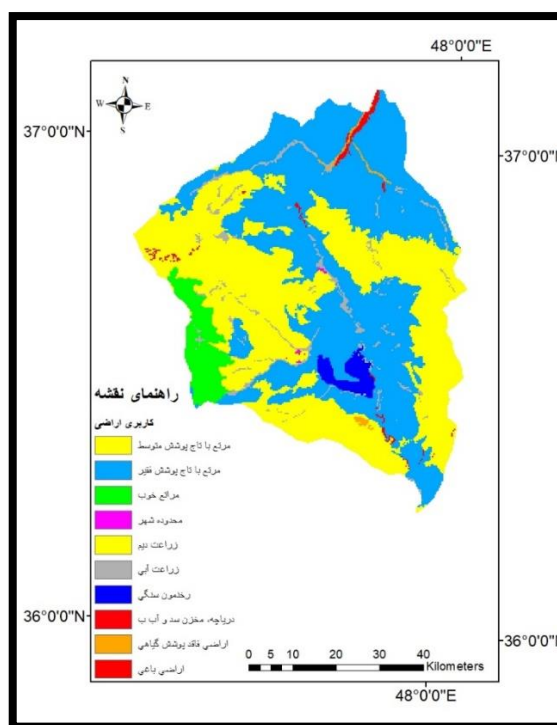 48°0'0"E
N
W E
S
37°0'0"N
37°0'0"N
راهنمای نقشه
کاربری اراضی
مرتع با تاج پوشش متوسط
مرتع با تاج پوشش فقیر
مراتع خوب
محدوده شهر
زراعت دیم
زراعت آبی
رخنمون سنگی
دریاچه، مخزن سد و آب ب
اراضی فاقد پوشش گیاهی
اراضی باغی
36°0'0"N
36°0'0"N
0 5 10 20 30 40
Kilometers
48°0'0"E